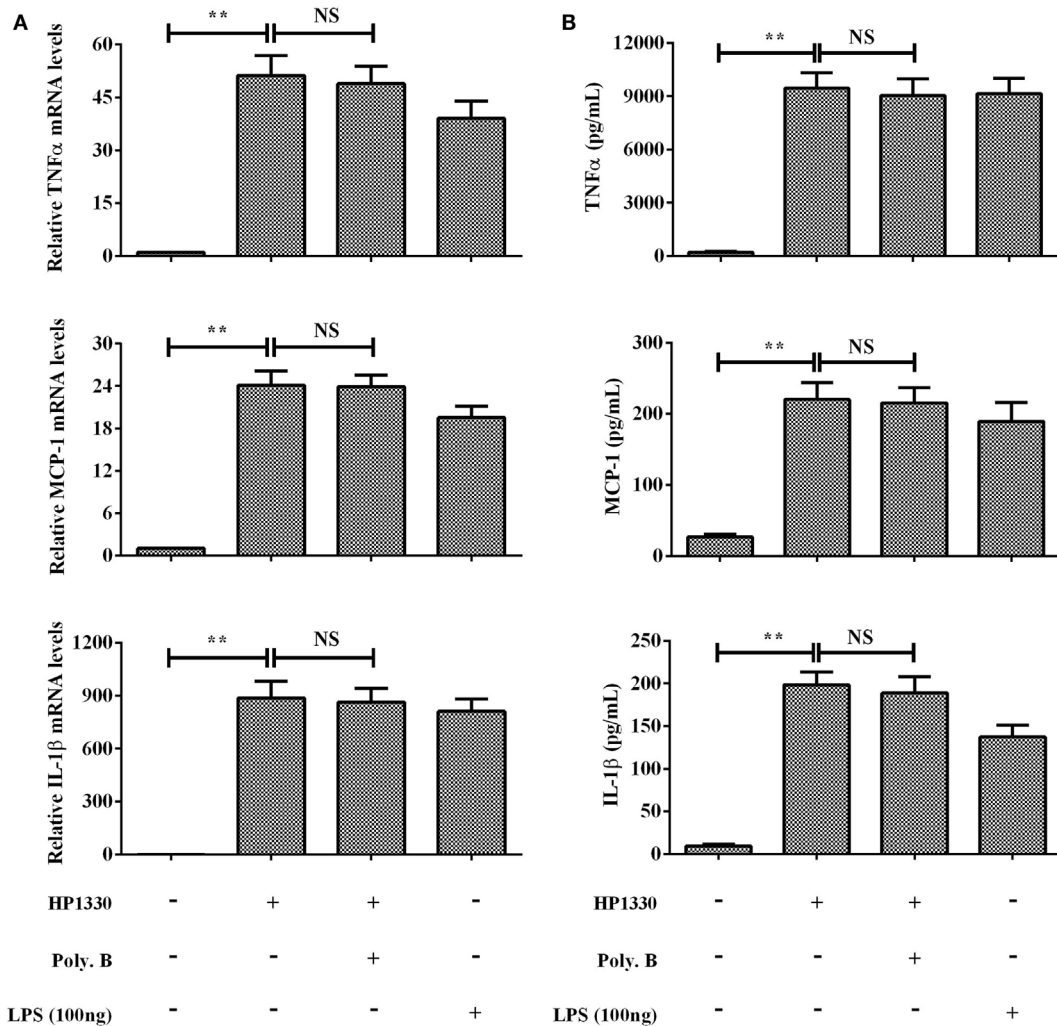 A
** NS
Relative TNFα mRNA levels
60
45
30
15
0
** NS
Relative MCP-1 mRNA levels
30
24
18
12
6
0
** NS
Relative IL-1β mRNA levels
1200
900
600
300
0
HP1330 - + + -
Poly. B - - + -
LPS (100ng) - - - +
B
** NS
TNFα (pg/mL)
12000
9000
6000
3000
0
** NS
MCP-1 (pg/mL)
300
200
100
0
** NS
IL-1β (pg/mL)
250
200
150
100
50
0
HP1330 - + + -
Poly. B - - + -
LPS (100ng) - - - +